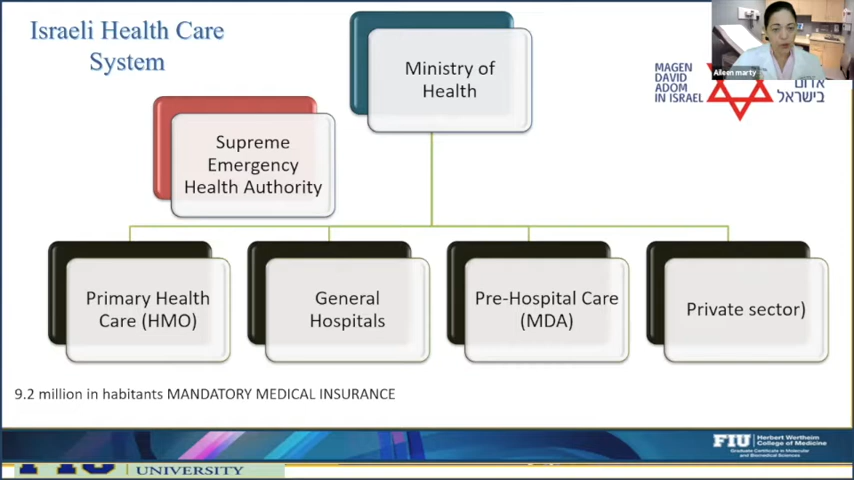 Israeli Health Care
System
Ministry of
Health
Aileen marty
MAGEN
DAVID
ADOM
IN ISRAEL
אדום
בישראל
Supreme
Emergency
Health Authority
Primary Health
Care (HMO)
General
Hospitals
Pre-Hospital Care
(MDA)
Private sector)
9.2 million in habitants MANDATORY MEDICAL INSURANCE
FIU
Herbert Wertheim
College of Medicine
Graduate Certificate in Molecular
and Biomedical Sciences
FIU
UNIVERSITY